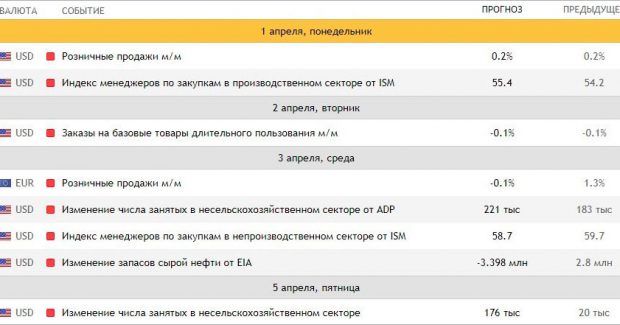 ВАЛЮТА СОБЫТИЕ ПРОГНОЗ ПРЕДЫДУЩЕ
1 апреля, понедельник
USD Розничные продажи м/м 0.2% 0.2%
USD Индекс менеджеров по закупкам в производственном секторе от ISM 55.4 54.2
2 апреля, вторник
USD Заказы на базовые товары длительного пользования м/м -0.1% -0.1%
3 апреля, среда
EUR Розничные продажи м/м -0.1% 1.3%
USD Изменение числа занятых в несельскохозяйственном секторе от ADP 221 тыс 183 тыс
USD Индекс менеджеров по закупкам в непроизводственном секторе от ISM 58.7 59.7
USD Изменение запасов сырой нефти от EIA -3.398 млн 2.8 млн
5 апреля, пятница
USD Изменение числа занятых в несельскохозяйственном секторе 176 тыс 20 тыс